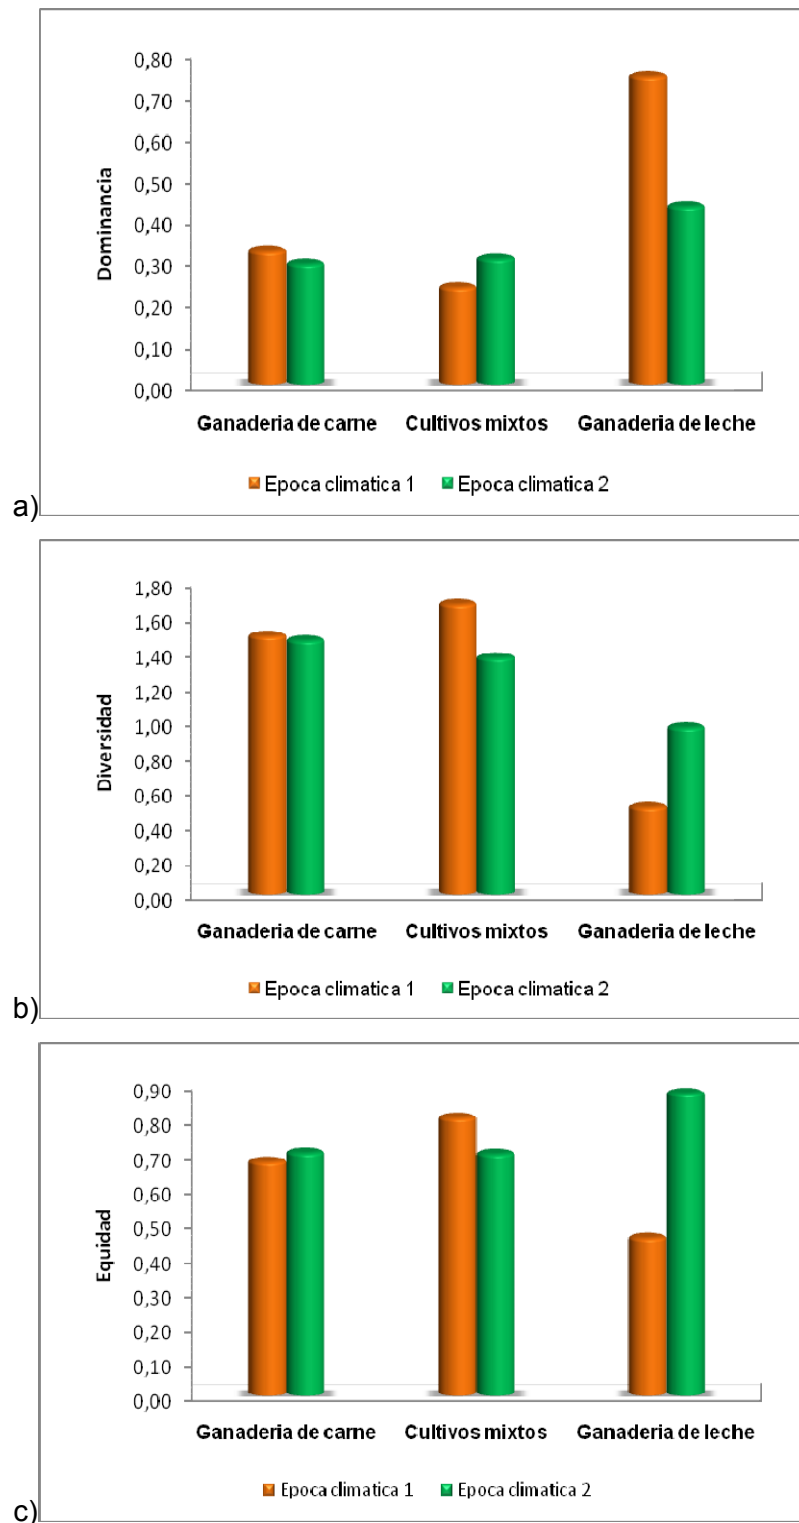 0,80
0,70
0,60
0,50
0,40
0,30
0,20
0,10
0,00
Dominancia
Ganaderia de carne Cultivos mixtos Ganaderia de leche
Epoca climatica 1 Epoca climatica 2
a)
1,80
1,60
1,40
1,20
1,00
0,80
0,60
0,40
0,20
0,00
Diversidad
Ganaderia de carne Cultivos mixtos Ganaderia de leche
Epoca climatica 1 Epoca climatica 2
b)
0,90
0,80
0,70
0,60
0,50
0,40
0,30
0,20
0,10
0,00
Equidad
Ganaderia de carne Cultivos mixtos Ganaderia de leche
Epoca climatica 1 Epoca climatica 2
c)